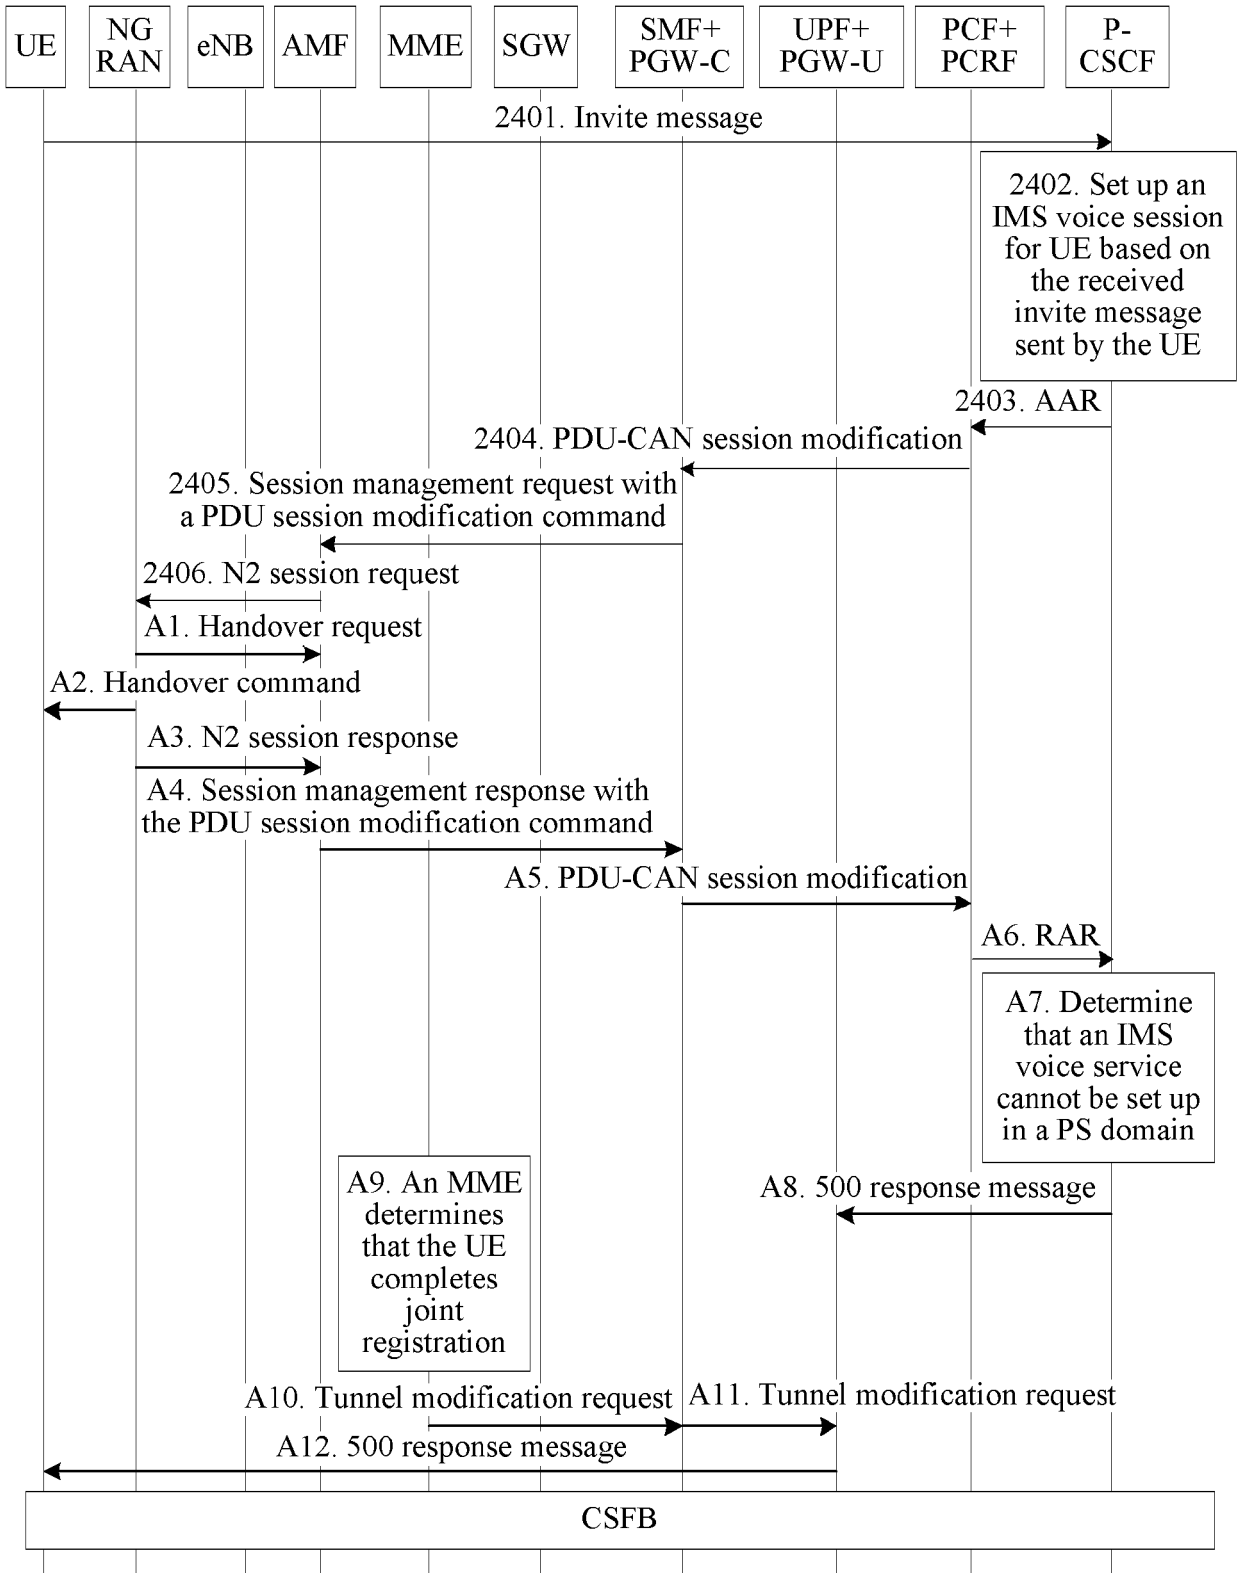 UE
NG
RAN
eNB
AMF
MME
SGW
SMF+
PGW-C
UPF+
PGW-U
PCF+
PCRF
P-
CSCF
2401. Invite message
2402. Set up an
IMS voice session
for UE based on
the received
invite message
sent by the UE
2403. AAR
2404. PDU-CAN session modification
2405. Session management request with
a PDU session modification command
2406. N2 session request
A1. Handover request
A2. Handover command
A3. N2 session response
A4. Session management response with
the PDU session modification command
A5. PDU-CAN session modification
A6. RAR
A7. Determine
that an IMS
voice service
cannot be set up
in a PS domain
A8. 500 response message
A9. An MME
determines
that the UE
completes
joint
registration
A10. Tunnel modification request
A11. Tunnel modification request
A12. 500 response message
CSFB